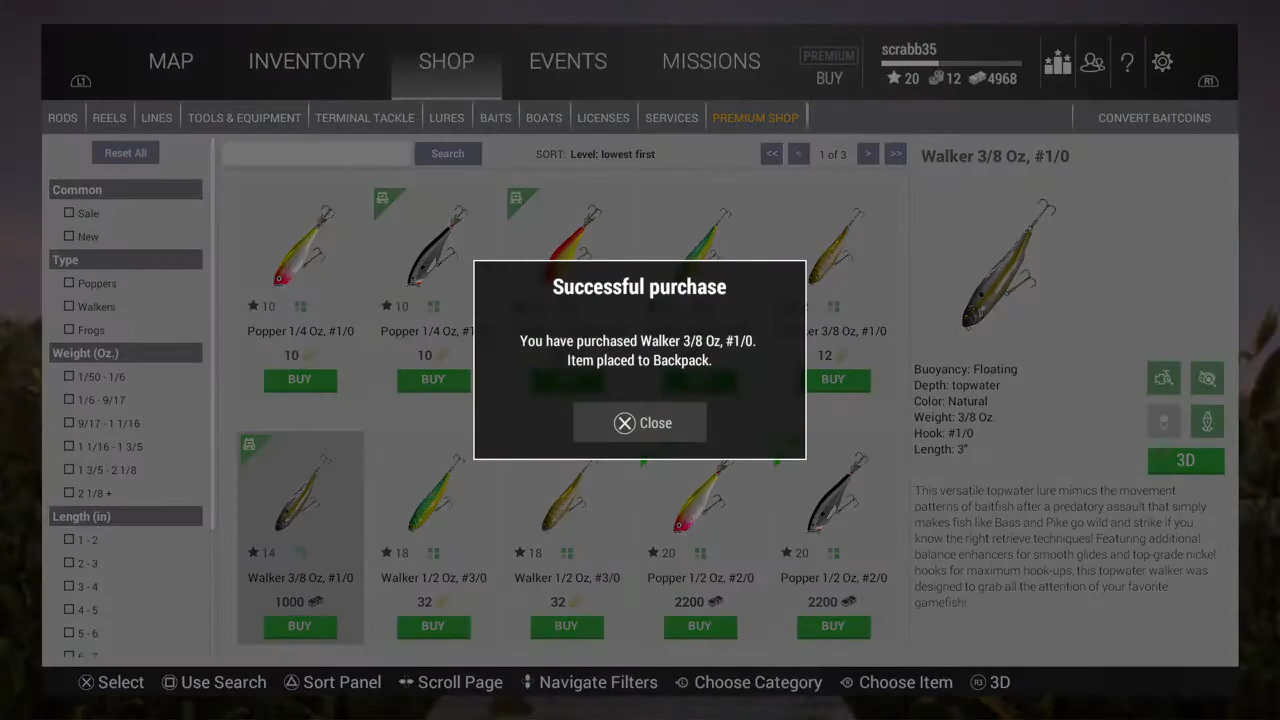 MAP
INVENTORY
SHOP
EVENTS
MISSIONS
PREMIUM
BUY
scrabb35
20 12 4968
?
L1
R1
RODS
REELS
LINES
TOOLS & EQUIPMENT
TERMINAL TACKLE
LURES
BAITS
BOATS
LICENSES
SERVICES
PREMIUM SHOP
CONVERT BAITCOINS
Reset All
Search
SORT: Level: lowest first
<<
<
1 of 3
>
>>
Common
Sale
New
Type
Poppers
Walkers
Frogs
Weight (Oz.)
1/50 - 1/6
1/6 - 9/17
9/17 - 1 1/16
1 1/16 - 1 3/5
1 3/5 - 2 1/8
2 1/8 +
Length (in)
1 - 2
2 - 3
3 - 4
4 - 5
5 - 6
10
Popper 1/4 Oz, #1/0
10
BUY
10
Popper 1/4 Oz, #1
10
BUY
3/8 Oz, #1/0
12
BUY
Successful purchase
You have purchased Walker 3/8 Oz, #1/0.
Item placed to Backpack.
Close
14
Walker 3/8 Oz, #1/0
1000
BUY
18
Walker 1/2 Oz, #3/0
32
BUY
18
Walker 1/2 Oz, #3/0
32
BUY
20
Popper 1/2 Oz, #2/0
2200
BUY
20
Popper 1/2 Oz, #2/0
2200
BUY
Walker 3/8 Oz, #1/0
Buoyancy: Floating
Depth: topwater
Color: Natural
Weight: 3/8 Oz.
Hook: #1/0
Length: 3"
3D
This versatile topwater lure mimics the movement
patterns of baitfish after a predatory assault that simply
makes fish like Bass and Pike go wild and strike if you
know the right retrieve techniques! Featuring additional
balance enhancers for smooth glides and top-grade nickel
hooks for maximum hook-ups, this topwater walker was
designed to grab all the attention of your favorite
gamefish!
Select
Use Search
Sort Panel
Scroll Page
Navigate Filters
Choose Category
Choose Item
R3 3D